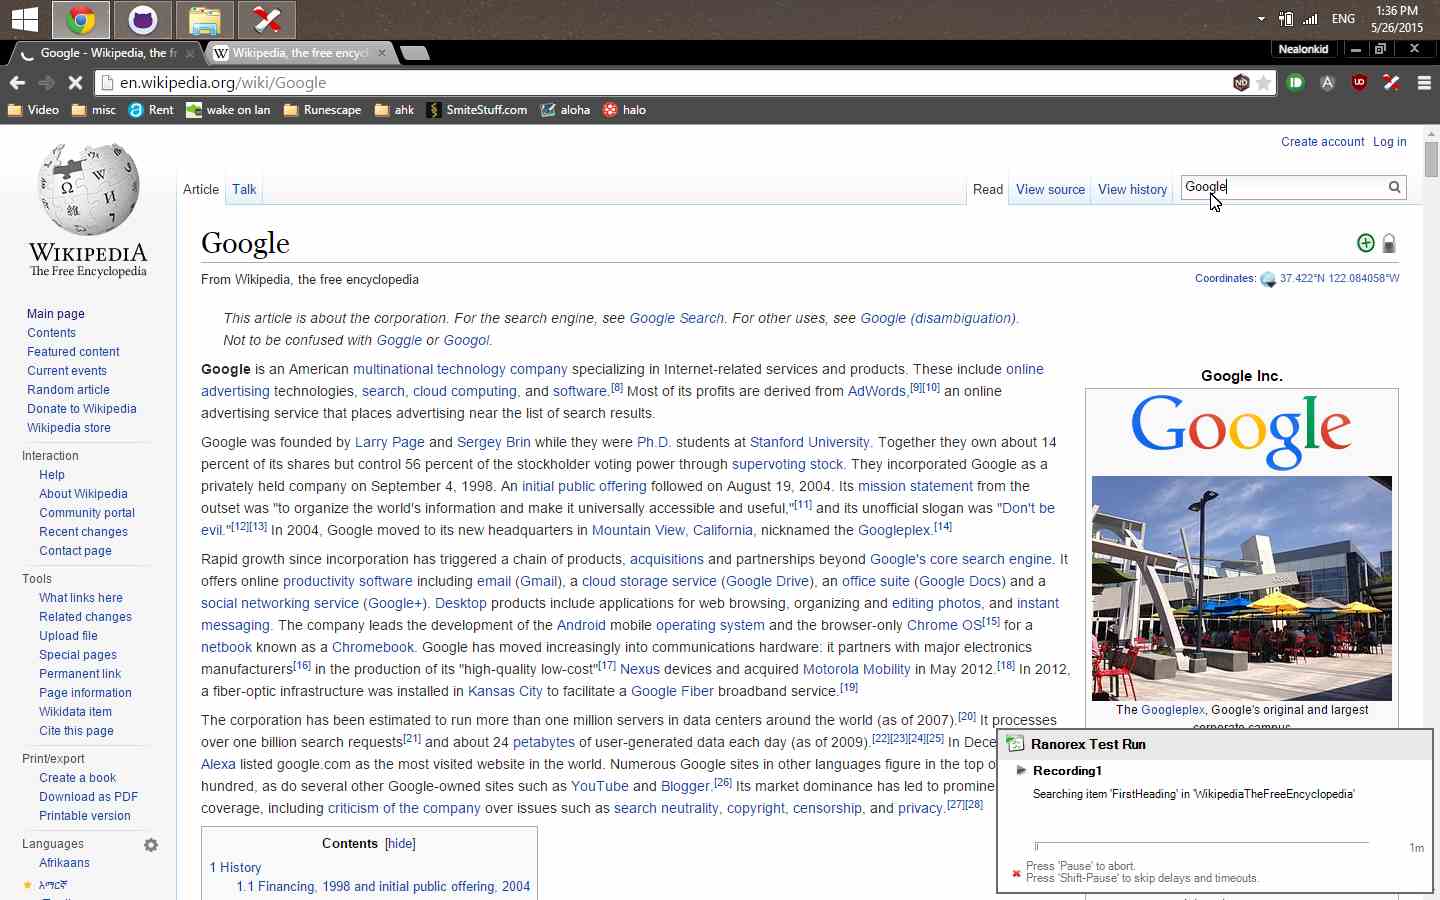 1:36 PM
ENG
5/26/2015
Google - Wikipedia, the fr
Wikipedia, the free encycl
Nealonkid
en.wikipedia.org/wiki/Google
Video
misc
Rent
wake on lan
Runescape
ahk
SmiteStuff.com
aloha
halo
Create account Log in
Article Talk
Read View source View history
Google
WIKIPEDIA
The Free Encyclopedia
Main page
Contents
Featured content
Current events
Random article
Donate to Wikipedia
Wikipedia store
Interaction
Help
About Wikipedia
Community portal
Recent changes
Contact page
Tools
What links here
Related changes
Upload file
Special pages
Permanent link
Page information
Wikidata item
Cite this page
Print/export
Create a book
Download as PDF
Printable version
Languages
Afrikaans
አማርኛ
Google
From Wikipedia, the free encyclopedia
Coordinates: 37.422°N 122.084058°W
This article is about the corporation. For the search engine, see Google Search. For other uses, see Google (disambiguation).
Not to be confused with Goggle or Googol.
Google is an American multinational technology company specializing in Internet-related services and products. These include online
advertising technologies, search, cloud computing, and software.[8] Most of its profits are derived from AdWords,[9][10] an online
advertising service that places advertising near the list of search results.
Google was founded by Larry Page and Sergey Brin while they were Ph.D. students at Stanford University. Together they own about 14
percent of its shares but control 56 percent of the stockholder voting power through supervoting stock. They incorporated Google as a
privately held company on September 4, 1998. An initial public offering followed on August 19, 2004. Its mission statement from the
outset was "to organize the world's information and make it universally accessible and useful,"[11] and its unofficial slogan was "Don't be
evil."[12][13] In 2004, Google moved to its new headquarters in Mountain View, California, nicknamed the Googleplex.[14]
Rapid growth since incorporation has triggered a chain of products, acquisitions and partnerships beyond Google's core search engine. It
offers online productivity software including email (Gmail), a cloud storage service (Google Drive), an office suite (Google Docs) and a
social networking service (Google+). Desktop products include applications for web browsing, organizing and editing photos, and instant
messaging. The company leads the development of the Android mobile operating system and the browser-only Chrome OS[15] for a
netbook known as a Chromebook. Google has moved increasingly into communications hardware: it partners with major electronics
manufacturers[16] in the production of its "high-quality low-cost"[17] Nexus devices and acquired Motorola Mobility in May 2012.[18] In 2012,
a fiber-optic infrastructure was installed in Kansas City to facilitate a Google Fiber broadband service.[19]
The corporation has been estimated to run more than one million servers in data centers around the world (as of 2007).[20] It processes
over one billion search requests[21] and about 24 petabytes of user-generated data each day (as of 2009).[22][23][24][25] In Dece
Alexa listed google.com as the most visited website in the world. Numerous Google sites in other languages figure in the top o
hundred, as do several other Google-owned sites such as YouTube and Blogger.[26] Its market dominance has led to promine
coverage, including criticism of the company over issues such as search neutrality, copyright, censorship, and privacy.[27][28]
Contents [hide]
1 History
1.1 Financing, 1998 and initial public offering, 2004
Google Inc.
Google
The Googleplex, Google's original and largest
corporate campus
Ranorex Test Run
Recording1
Searching item 'FirstHeading' in 'WikipediaTheFreeEncyclopedia'
1m
Press 'Pause' to abort.
Press 'Shift-Pause' to skip delays and timeouts.